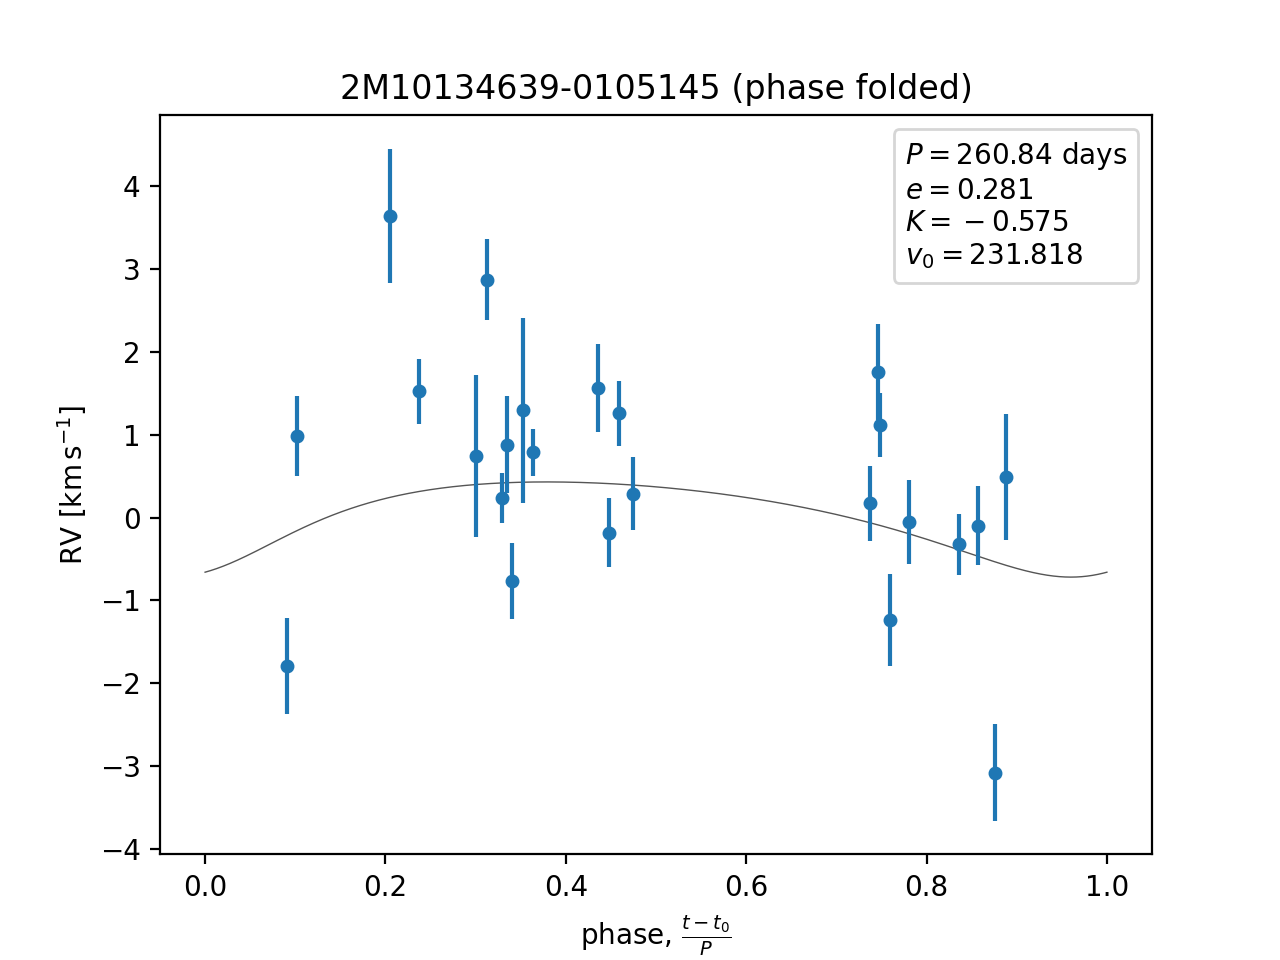 2M10134639-0105145 (phase folded)
P = 260.84 days
e = 0.281
K = −0.575
v₀ = 231.818
4
3
2
1
0
−1
−2
−3
−4
RV [km s⁻¹]
0.0 0.2 0.4 0.6 0.8 1.0
phase, (t − t₀)/P